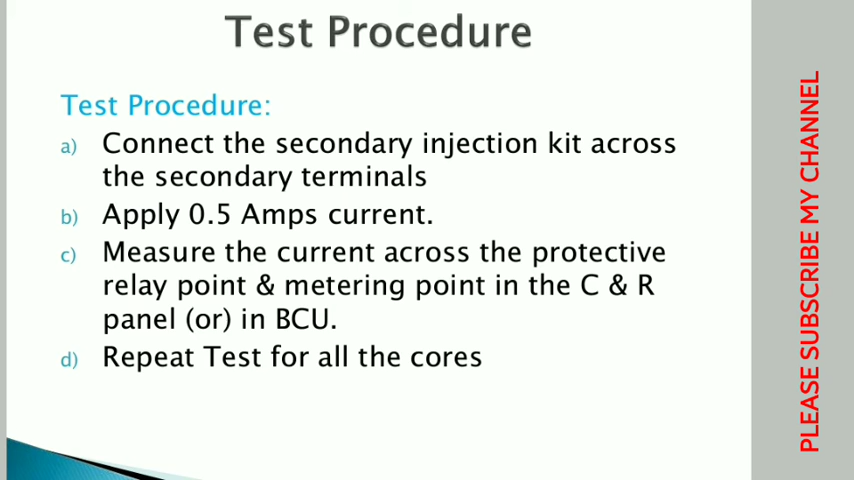 Test Procedure
Test Procedure:
a) Connect the secondary injection kit across
the secondary terminals
b) Apply 0.5 Amps current.
c) Measure the current across the protective
relay point & metering point in the C & R
panel (or) in BCU.
d) Repeat Test for all the cores
PLEASE SUBSCRIBE MY CHANNEL